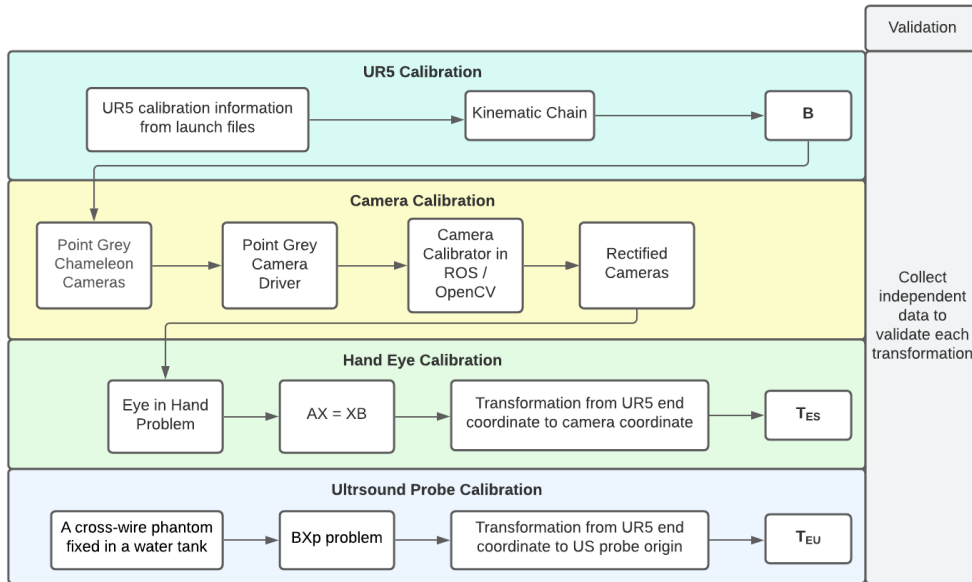 Validation
UR5 Calibration
UR5 calibration information
from launch files
Kinematic Chain
B
Camera Calibration
Point Grey
Chameleon
Cameras
Point Grey
Camera
Driver
Camera
Calibrator in
ROS /
OpenCV
Rectified
Cameras
Collect
independent
data to
validate each
transformation
Hand Eye Calibration
Eye in Hand
Problem
AX = XB
Transformation from UR5 end
coordinate to camera coordinate
TES
Ultrsound Probe Calibration
A cross-wire phantom
fixed in a water tank
BXp problem
Transformation from UR5 end
coordinate to US probe origin
TEU